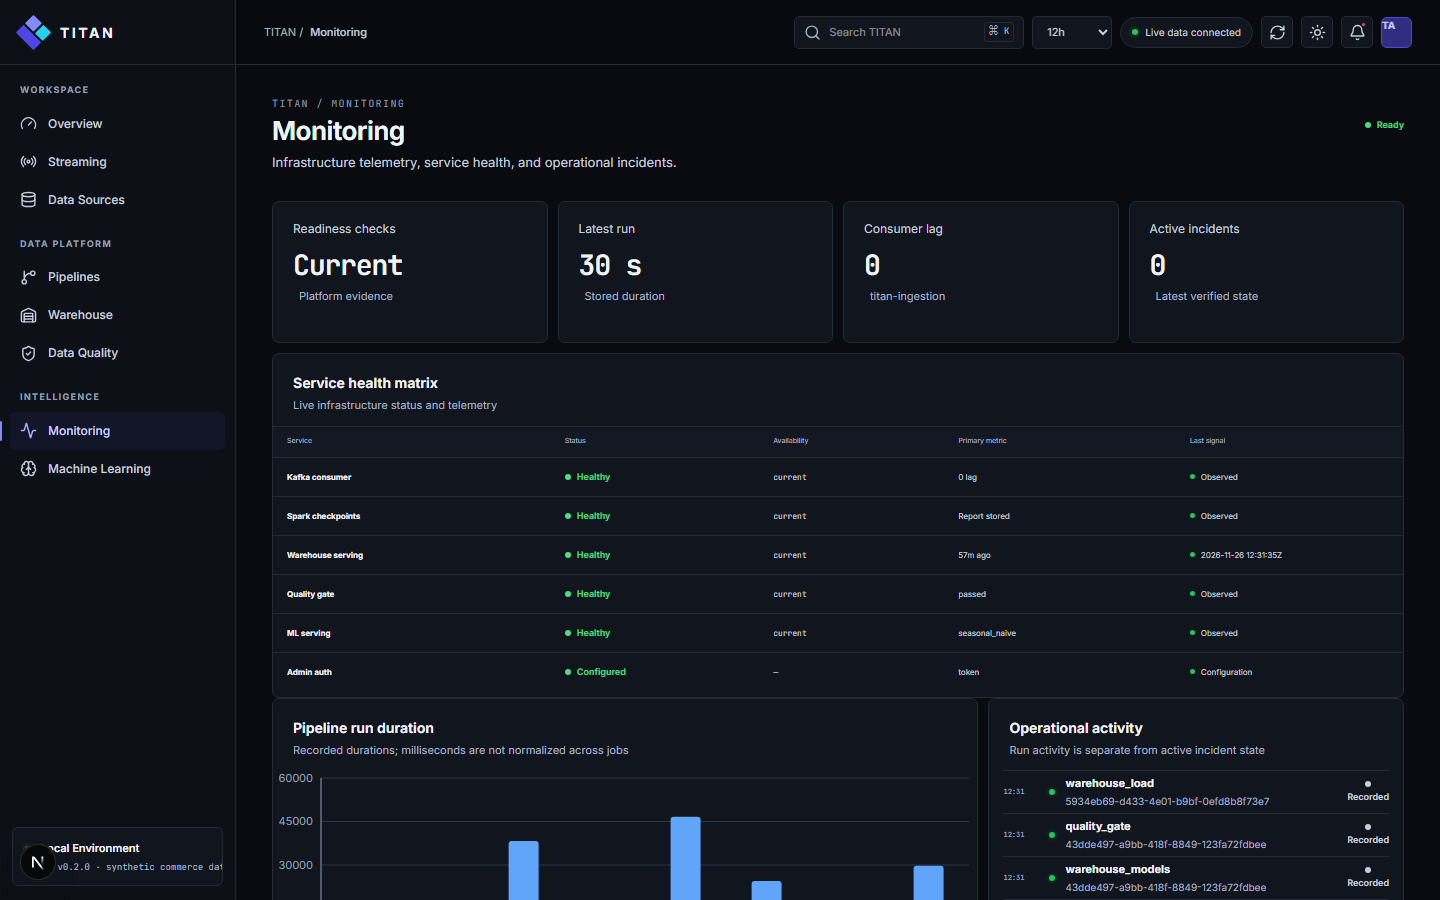 TITAN
WORKSPACE
Overview
Streaming
Data Sources
DATA PLATFORM
Pipelines
Warehouse
Data Quality
INTELLIGENCE
Monitoring
Machine Learning
Local Environment
v0.2.0 · synthetic commerce dat
TITAN / Monitoring
Search TITAN ⌘ K
12h
Live data connected
TA
TITAN / MONITORING
Monitoring
Infrastructure telemetry, service health, and operational incidents.
Ready
Readiness checks
Current
Platform evidence
Latest run
30 s
Stored duration
Consumer lag
0
titan-ingestion
Active incidents
0
Latest verified state
Service health matrix
Live infrastructure status and telemetry
Service Status Availability Primary metric Last signal
Kafka consumer Healthy current 0 lag Observed
Spark checkpoints Healthy current Report stored Observed
Warehouse serving Healthy current 57m ago 2026-11-26 12:31:35Z
Quality gate Healthy current passed Observed
ML serving Healthy current seasonal_naive Observed
Admin auth Configured – token Configuration
Pipeline run duration
Recorded durations; milliseconds are not normalized across jobs
60000
45000
30000
Operational activity
Run activity is separate from active incident state
12:31 warehouse_load Recorded
5934eb69-d433-4e01-b9bf-0efd8b8f73e7
12:31 quality_gate Recorded
43dde497-a9bb-418f-8849-123fa72fdbee
12:31 warehouse_models Recorded
43dde497-a9bb-418f-8849-123fa72fdbee